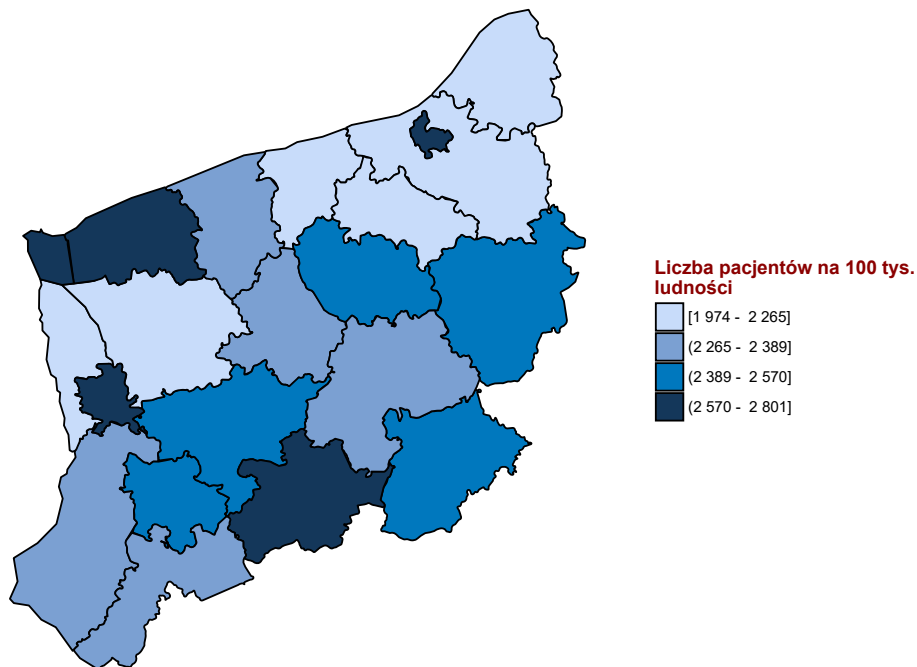 Liczba pacjentów na 100 tys.
ludności
[1 974 - 2 265]
(2 265 - 2 389]
(2 389 - 2 570]
(2 570 - 2 801]